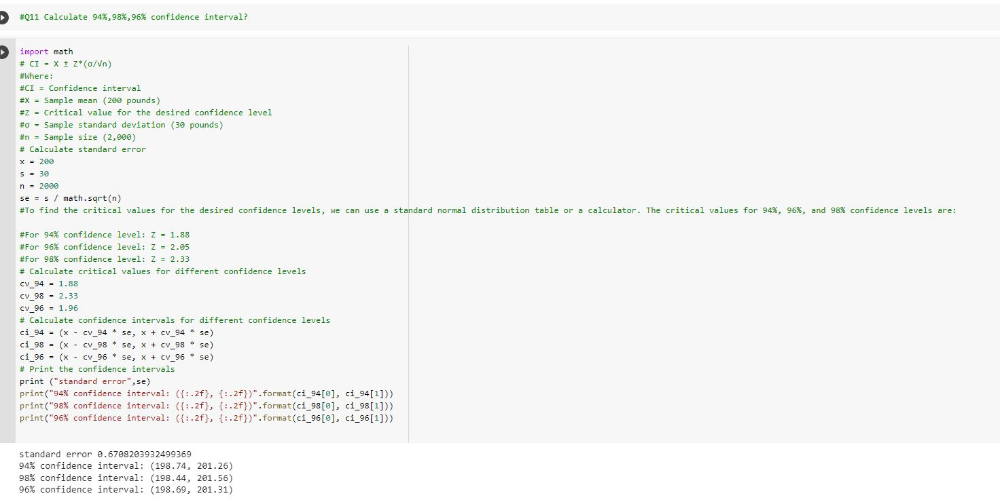 #Q11 Calculate 94%,98%,96% confidence interval?
import math
# CI = X ± Z*(σ/√n)
#Where:
#CI = Confidence interval
#X = Sample mean (200 pounds)
#Z = Critical value for the desired confidence level
#σ = Sample standard deviation (30 pounds)
#n = Sample size (2,000)
# Calculate standard error
x = 200
s = 30
n = 2000
se = s / math.sqrt(n)
#To find the critical values for the desired confidence levels, we can use a standard normal distribution table or a calculator. The critical values for 94%, 96%, and 98% confidence levels are:
#For 94% confidence level: Z = 1.88
#For 96% confidence level: Z = 2.05
#For 98% confidence level: Z = 2.33
# Calculate critical values for different confidence levels
cv_94 = 1.88
cv_98 = 2.33
cv_96 = 1.96
# Calculate confidence intervals for different confidence levels
ci_94 = (x - cv_94 * se, x + cv_94 * se)
ci_98 = (x - cv_98 * se, x + cv_98 * se)
ci_96 = (x - cv_96 * se, x + cv_96 * se)
# Print the confidence intervals
print ("standard error",se)
print("94% confidence interval: ({:.2f}, {:.2f})".format(ci_94[0], ci_94[1]))
print("98% confidence interval: ({:.2f}, {:.2f})".format(ci_98[0], ci_98[1]))
print("96% confidence interval: ({:.2f}, {:.2f})".format(ci_96[0], ci_96[1]))
standard error 0.6708203932499369
94% confidence interval: (198.74, 201.26)
98% confidence interval: (198.44, 201.56)
96% confidence interval: (198.69, 201.31)